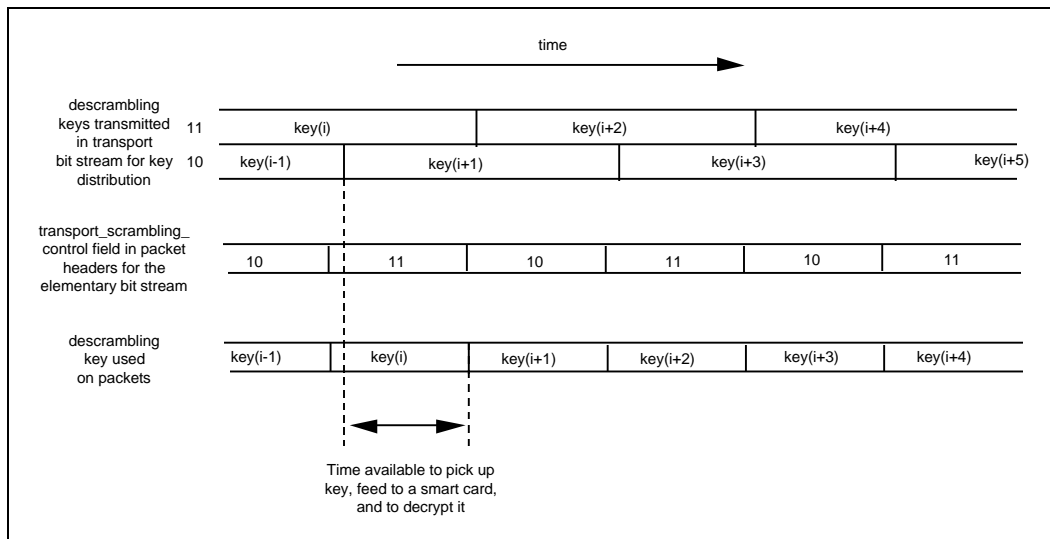 time
descrambling
keys transmitted
in transport
bit stream for key
distribution
11 key(i) key(i+2) key(i+4)
10 key(i-1) key(i+1) key(i+3) key(i+5)
transport_scrambling_
control field in packet
headers for the
elementary bit stream
10 11 10 11 10 11
descrambling
key used
on packets
key(i-1) key(i) key(i+1) key(i+2) key(i+3) key(i+4)
Time available to pick up
key, feed to a smart card,
and to decrypt it